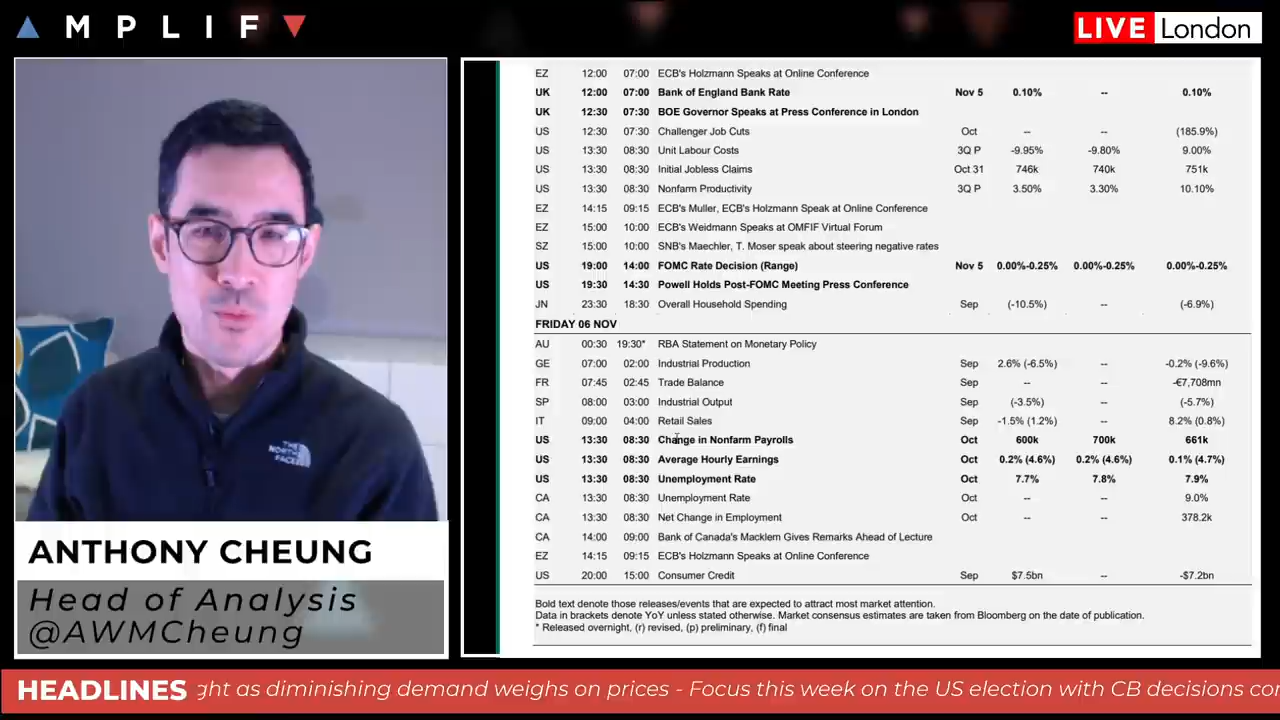 MPLIF
LIVE London
EZ 12:00 07:00 ECB's Holzmann Speaks at Online Conference
UK 12:00 07:00 Bank of England Bank Rate Nov 5 0.10% -- 0.10%
UK 12:30 07:30 BOE Governor Speaks at Press Conference in London
US 12:30 07:30 Challenger Job Cuts Oct -- -- (185.9%)
US 13:30 08:30 Unit Labour Costs 3Q P -9.95% -9.80% 9.00%
US 13:30 08:30 Initial Jobless Claims Oct 31 746k 740k 751k
US 13:30 08:30 Nonfarm Productivity 3Q P 3.50% 3.30% 10.10%
EZ 14:15 09:15 ECB's Muller, ECB's Holzmann Speak at Online Conference
EZ 15:00 10:00 ECB's Weidmann Speaks at OMFIF Virtual Forum
SZ 15:00 10:00 SNB's Maechler, T. Moser speak about steering negative rates
US 19:00 14:00 FOMC Rate Decision (Range) Nov 5 0.00%-0.25% 0.00%-0.25% 0.00%-0.25%
US 19:30 14:30 Powell Holds Post-FOMC Meeting Press Conference
JN 23:30 18:30 Overall Household Spending Sep (-10.5%) -- (-6.9%)
FRIDAY 06 NOV
AU 00:30 19:30* RBA Statement on Monetary Policy
GE 07:00 02:00 Industrial Production Sep 2.6% (-6.5%) -0.2% (-9.6%)
FR 07:45 02:45 Trade Balance Sep -- -- -€7,708mn
SP 08:00 03:00 Industrial Output Sep (-3.5%) -- (-5.7%)
IT 09:00 04:00 Retail Sales Sep -1.5% (1.2%) -- 8.2% (0.8%)
US 13:30 08:30 Change in Nonfarm Payrolls Oct 600k 700k 661k
US 13:30 08:30 Average Hourly Earnings Oct 0.2% (4.6%) 0.2% (4.6%) 0.1% (4.7%)
US 13:30 08:30 Unemployment Rate Oct 7.7% 7.8% 7.9%
CA 13:30 08:30 Unemployment Rate Oct -- -- 9.0%
CA 13:30 08:30 Net Change in Employment Oct -- -- 378.2k
CA 14:00 09:00 Bank of Canada's Macklem Gives Remarks Ahead of Lecture
EZ 14:15 09:15 ECB's Holzmann Speaks at Online Conference
US 20:00 15:00 Consumer Credit Sep $7.5bn -- -$7.2bn
Bold text denote those releases/events that are expected to attract most market attention.
Data in brackets denote YoY unless stated otherwise. Market consensus estimates are taken from Bloomberg on the date of publication.
* Released overnight, (r) revised, (p) preliminary, (f) final
THE
NORTH
FACE
ANTHONY CHEUNG
Head of Analysis
@AWMCheung
HEADLINES ght as diminishing demand weighs on prices - Focus this week on the US election with CB decisions co